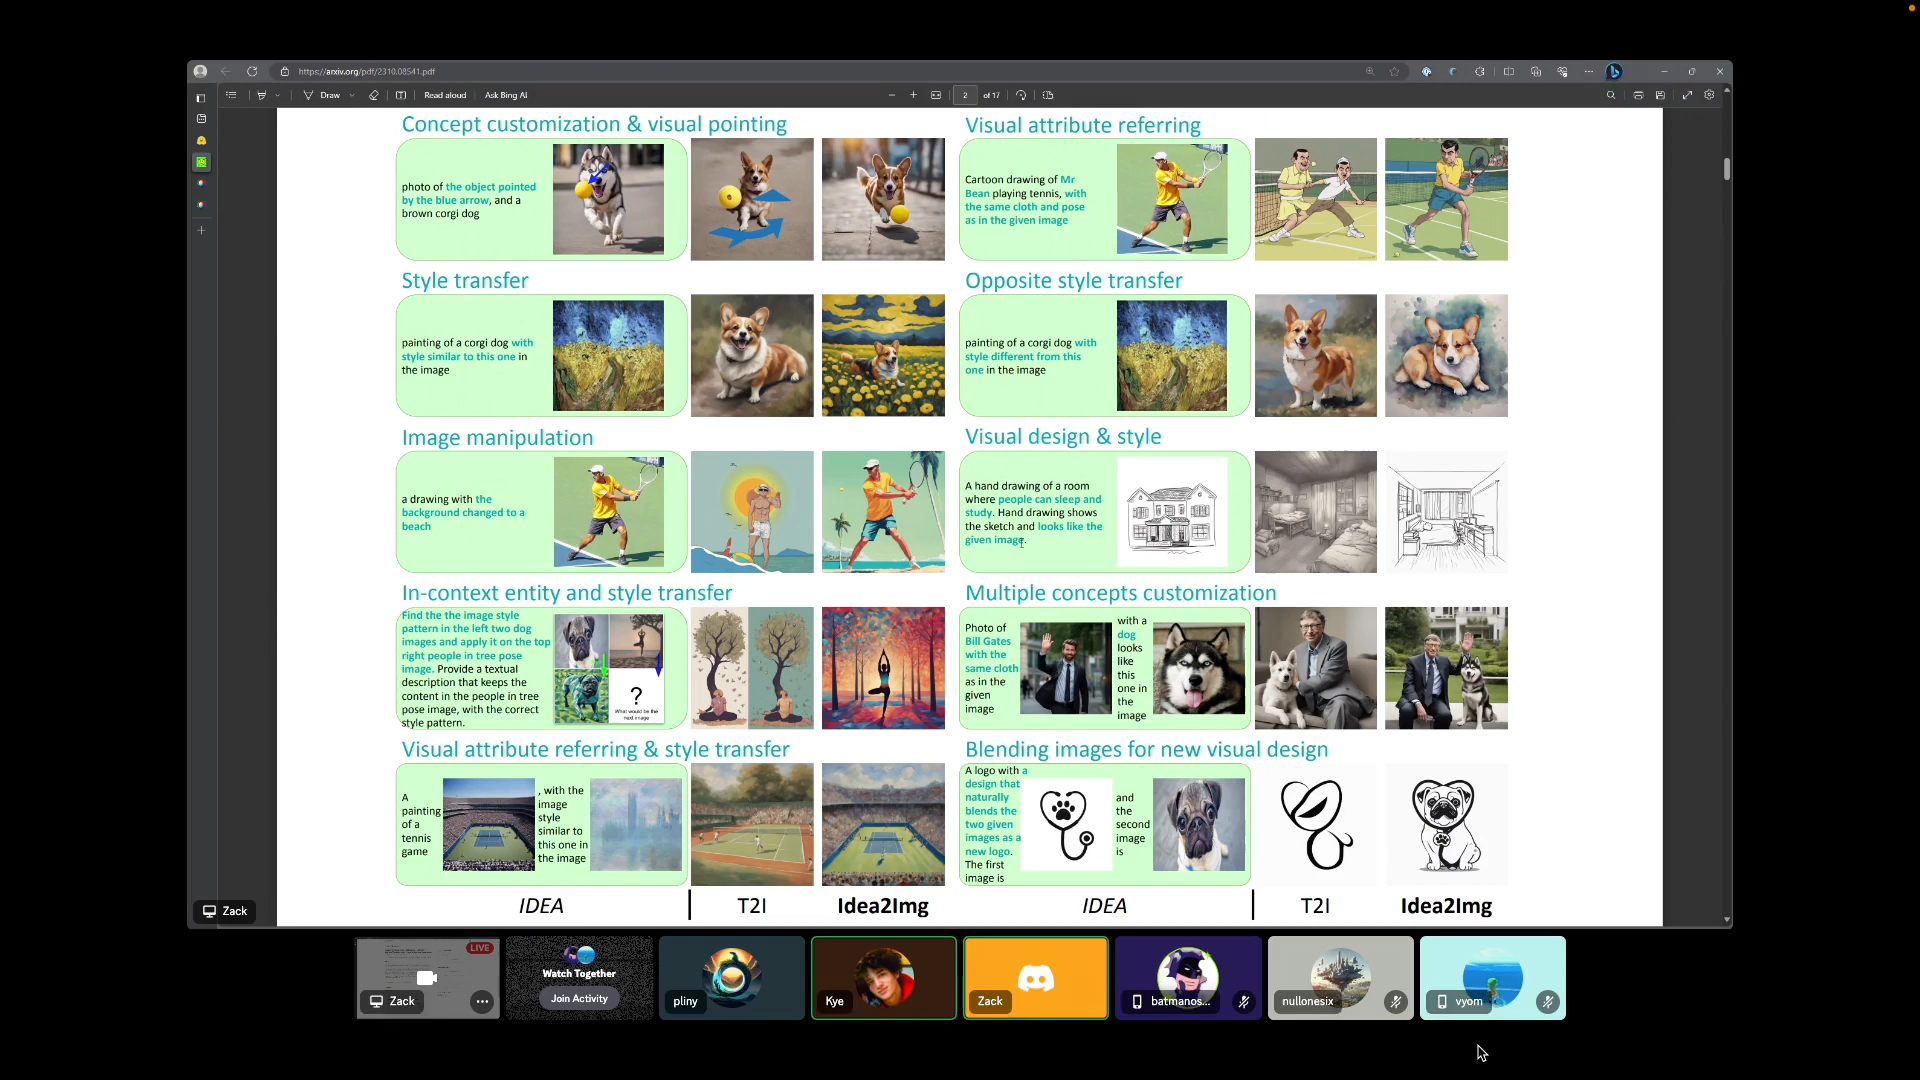 https://arxiv.org/pdf/2310.08541.pdf
Draw
Read aloud
Ask Bing AI
2
of 17
Concept customization & visual pointing
photo of the object pointed
by the blue arrow, and a
brown corgi dog
Visual attribute referring
Cartoon drawing of Mr
Bean playing tennis, with
the same cloth and pose
as in the given image
Style transfer
painting of a corgi dog with
style similar to this one in
the image
Opposite style transfer
painting of a corgi dog with
style different from this
one in the image
Image manipulation
a drawing with the
background changed to a
beach
Visual design & style
A hand drawing of a room
where people can sleep and
study. Hand drawing shows
the sketch and looks like the
given image.
In-context entity and style transfer
Find the the image style
pattern in the left two dog
images and apply it on the top
right people in tree pose
image. Provide a textual
description that keeps the
content in the people in tree
pose image, with the correct
style pattern.
?
What would be the
next image
Multiple concepts customization
Photo of
Bill Gates
with the
same cloth
as in the
given
image
with a
dog
looks
like
this
one in
the
image
Visual attribute referring & style transfer
A
painting
of a
tennis
game
, with the
image
style
similar to
this one in
the image
Blending images for new visual design
A logo with a
design that
naturally
blends the
two given
images as a
new logo.
The first
image is
and
the
second
image
is
IDEA
T2I
Idea2Img
IDEA
T2I
Idea2Img
Zack
LIVE
Zack
Watch Together
Join Activity
pliny
Kye
Zack
batmanos...
nullonesix
vyom